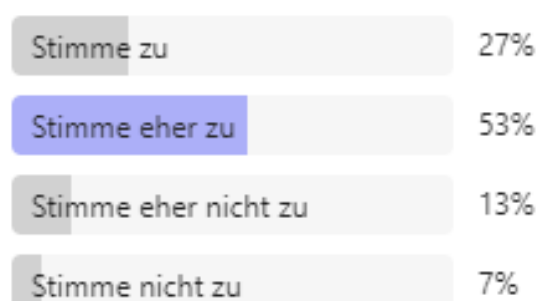 Stimme zu 27%
Stimme eher zu 53%
Stimme eher nicht zu 13%
Stimme nicht zu 7%